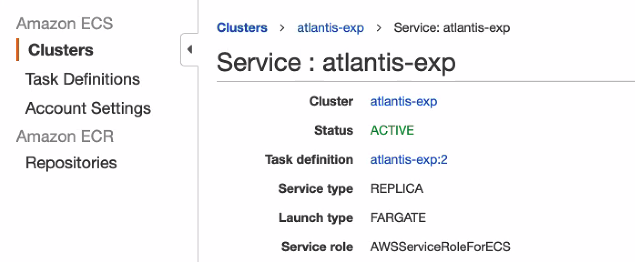 Amazon ECS
Clusters
Task Definitions
Account Settings
Amazon ECR
Repositories
Clusters > atlantis-exp > Service: atlantis-exp
Service : atlantis-exp
Cluster atlantis-exp
Status ACTIVE
Task definition atlantis-exp:2
Service type REPLICA
Launch type FARGATE
Service role AWSServiceRoleForECS